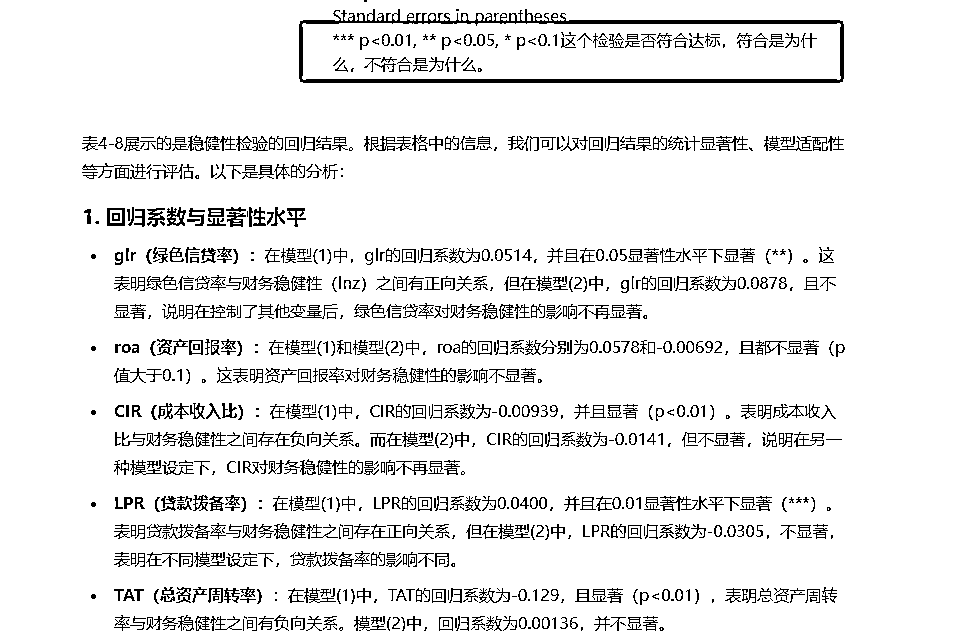 Standard errors in parentheses
*** p<0.01, ** p<0.05, * p<0.1这个检验是否符合达标，符合是为什
么，不符合是为什么。
表4-8展示的是稳健性检验的回归结果。根据表格中的信息，我们可以对回归结果的统计显著性、模型适配性
等方面进行评估。以下是具体的分析：
1. 回归系数与显著性水平
• glr（绿色信贷率）：在模型(1)中，glr的回归系数为0.0514，并且在0.05显著性水平下显著（**）。这
表明绿色信贷率与财务稳健性（lnz）之间有正向关系，但在模型(2)中，glr的回归系数为0.0878，且不
显著，说明在控制了其他变量后，绿色信贷率对财务稳健性的影响不再显著。
• roa（资产回报率）：在模型(1)和模型(2)中，roa的回归系数分别为0.0578和-0.00692，且都不显著（p
值大于0.1）。这表明资产回报率对财务稳健性的影响不显著。
• CIR（成本收入比）：在模型(1)中，CIR的回归系数为-0.00939，并且显著（p<0.01）。表明成本收入
比与财务稳健性之间存在负向关系。而在模型(2)中，CIR的回归系数为-0.0141，但不显著，说明在另一
种模型设定下，CIR对财务稳健性的影响不再显著。
• LPR（贷款拨备率）：在模型(1)中，LPR的回归系数为0.0400，并且在0.01显著性水平下显著（***）。
表明贷款拨备率与财务稳健性之间存在正向关系，但在模型(2)中，LPR的回归系数为-0.0305，不显著，
表明在不同模型设定下，贷款拨备率的影响不同。
• TAT（总资产周转率）：在模型(1)中，TAT的回归系数为-0.129，且显著（p<0.01），表明总资产周转
率与财务稳健性之间有负向关系。模型(2)中，回归系数为0.00136，并不显著。